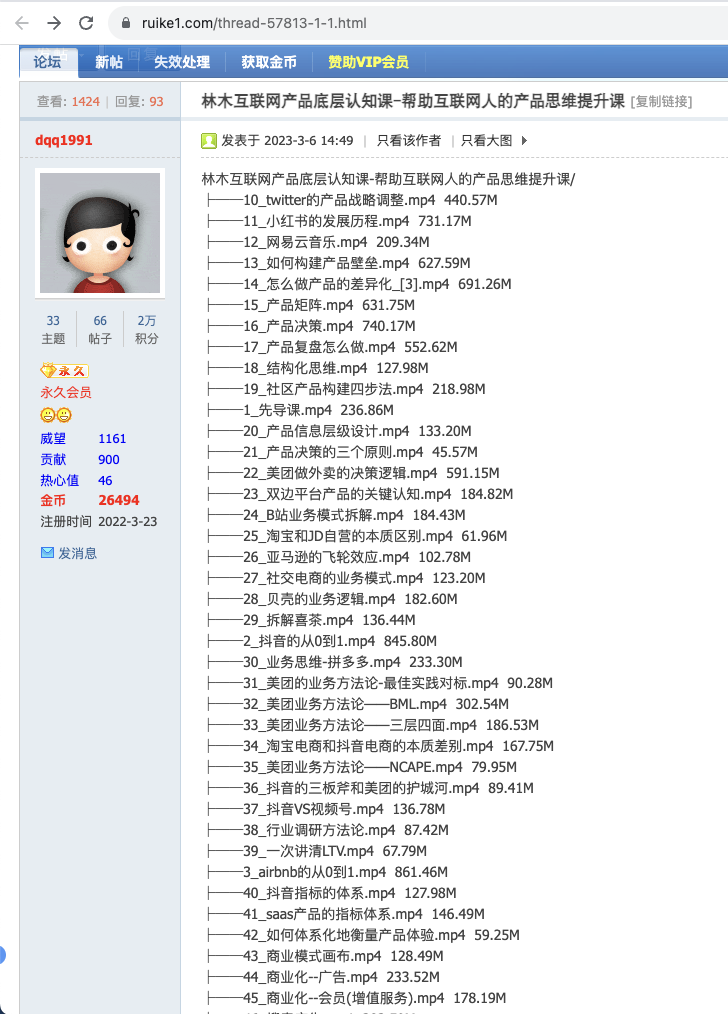 ruike1.com/thread-57813-1-1.html
论坛 新帖 失效处理 获取金币 赞助VIP会员
查看: 1424 | 回复: 93
林木互联网产品底层认知课-帮助互联网人的产品思维提升课 [复制链接]
dqq1991
发表于 2023-3-6 14:49 | 只看该作者 | 只看大图
33 66 2万
主题 帖子 积分
永久
永久会员
威望 1161
贡献 900
热心值 46
金币 26494
注册时间 2022-3-23
发消息
林木互联网产品底层认知课-帮助互联网人的产品思维提升课/
├──10_twitter的产品战略调整.mp4 440.57M
├──11_小红书的发展历程.mp4 731.17M
├──12_网易云音乐.mp4 209.34M
├──13_如何构建产品壁垒.mp4 627.59M
├──14_怎么做产品的差异化_[3].mp4 691.26M
├──15_产品矩阵.mp4 631.75M
├──16_产品决策.mp4 740.17M
├──17_产品复盘怎么做.mp4 552.62M
├──18_结构化思维.mp4 127.98M
├──19_社区产品构建四步法.mp4 218.98M
├──1_先导课.mp4 236.86M
├──20_产品信息层级设计.mp4 133.20M
├──21_产品决策的三个原则.mp4 45.57M
├──22_美团做外卖的决策逻辑.mp4 591.15M
├──23_双边平台产品的关键认知.mp4 184.82M
├──24_B站业务模式拆解.mp4 184.43M
├──25_淘宝和JD自营的本质区别.mp4 61.96M
├──26_亚马逊的飞轮效应.mp4 102.78M
├──27_社交电商的业务模式.mp4 123.20M
├──28_贝壳的业务逻辑.mp4 182.60M
├──29_拆解喜茶.mp4 136.44M
├──2_抖音的从0到1.mp4 845.80M
├──30_业务思维-拼多多.mp4 233.30M
├──31_美团的业务方法论-最佳实践对标.mp4 90.28M
├──32_美团业务方法论——BML.mp4 302.54M
├──33_美团业务方法论——三层四面.mp4 186.53M
├──34_淘宝电商和抖音电商的本质差别.mp4 167.75M
├──35_美团业务方法论——NCAPE.mp4 79.95M
├──36_抖音的三板斧和美团的护城河.mp4 89.41M
├──37_抖音VS视频号.mp4 136.78M
├──38_行业调研方法论.mp4 87.42M
├──39_一次讲清LTV.mp4 67.79M
├──3_airbnb的从0到1.mp4 861.46M
├──40_抖音指标的体系.mp4 127.98M
├──41_saas产品的指标体系.mp4 146.49M
├──42_如何体系化地衡量产品体验.mp4 59.25M
├──43_商业模式画布.mp4 128.49M
├──44_商业化--广告.mp4 233.52M
├──45_商业化--会员(增值服务).mp4 178.19M